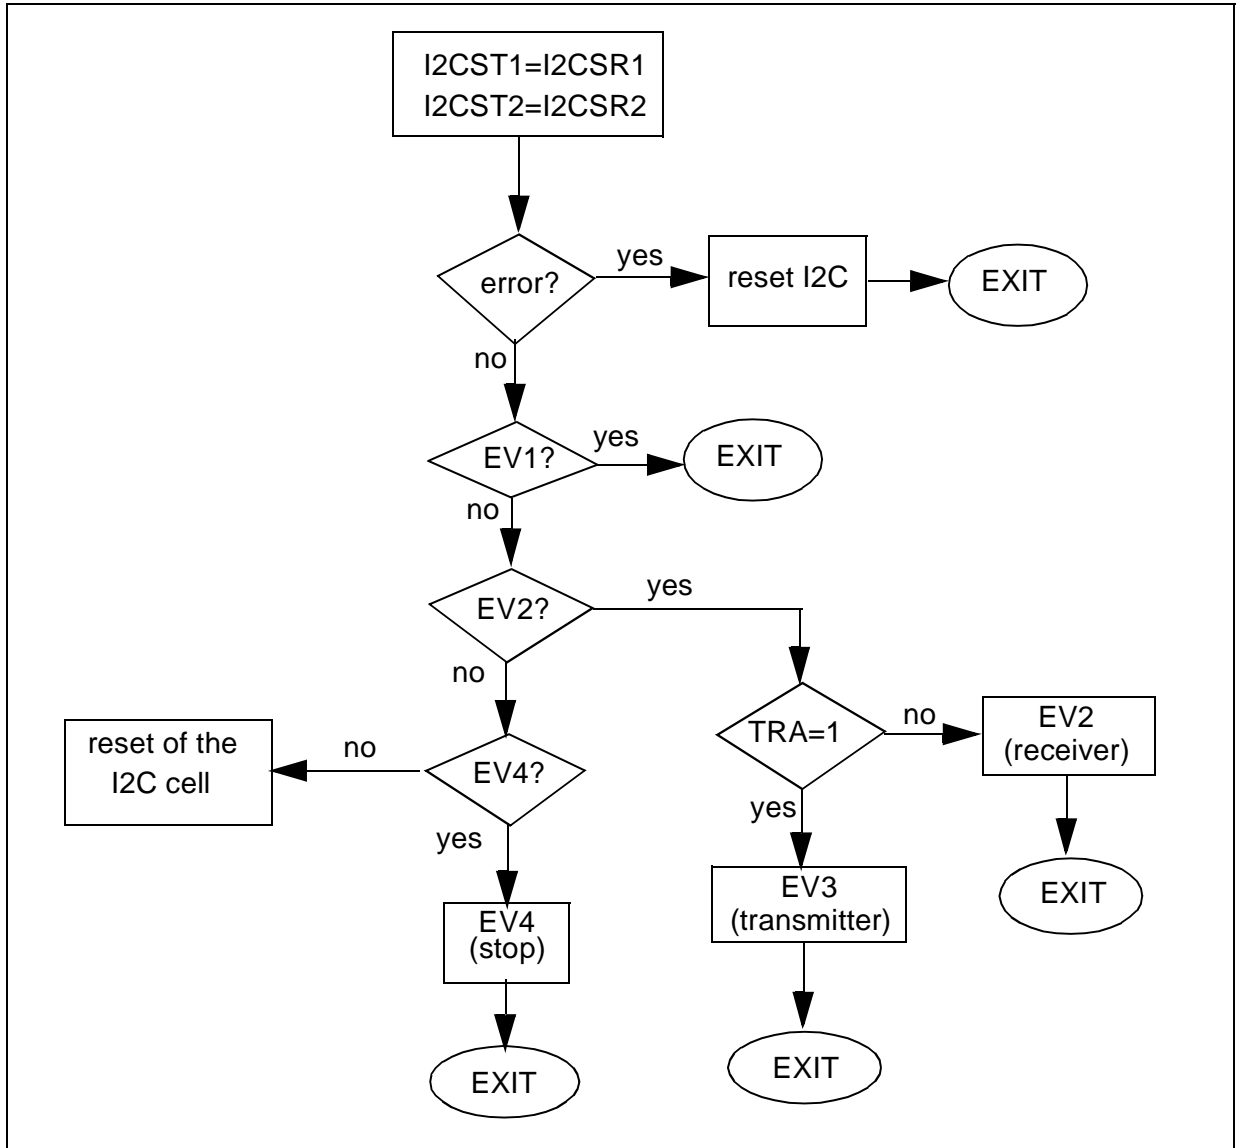 I2CST1=I2CSR1
I2CST2=I2CSR2
error?
yes
reset I2C
EXIT
no
EV1?
yes
EXIT
no
EV2?
yes
no
TRA=1
no
EV2
(receiver)
EXIT
yes
EV3
(transmitter)
EXIT
EV4?
no
reset of the
I2C cell
yes
EV4
(stop)
EXIT